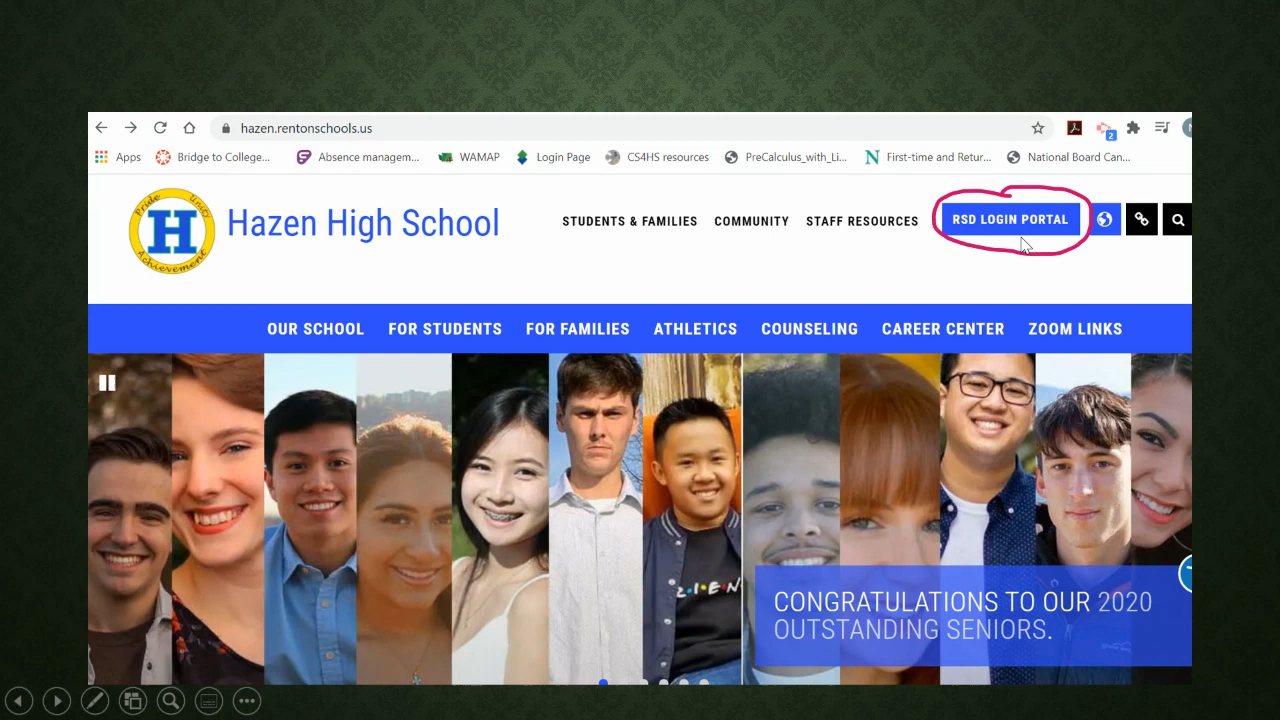 hazen.rentonschools.us
2
Apps Bridge to College... Absence managem... WAMAP Login Page CS4HS resources PreCalculus_with_Li... First-time and Retur... National Board Can...
Pride Unity
H
Achievement
Hazen High School
STUDENTS & FAMILIES COMMUNITY STAFF RESOURCES RSD LOGIN PORTAL
OUR SCHOOL FOR STUDENTS FOR FAMILIES ATHLETICS COUNSELING CAREER CENTER ZOOM LINKS
CONGRATULATIONS TO OUR 2020
OUTSTANDING SENIORS.